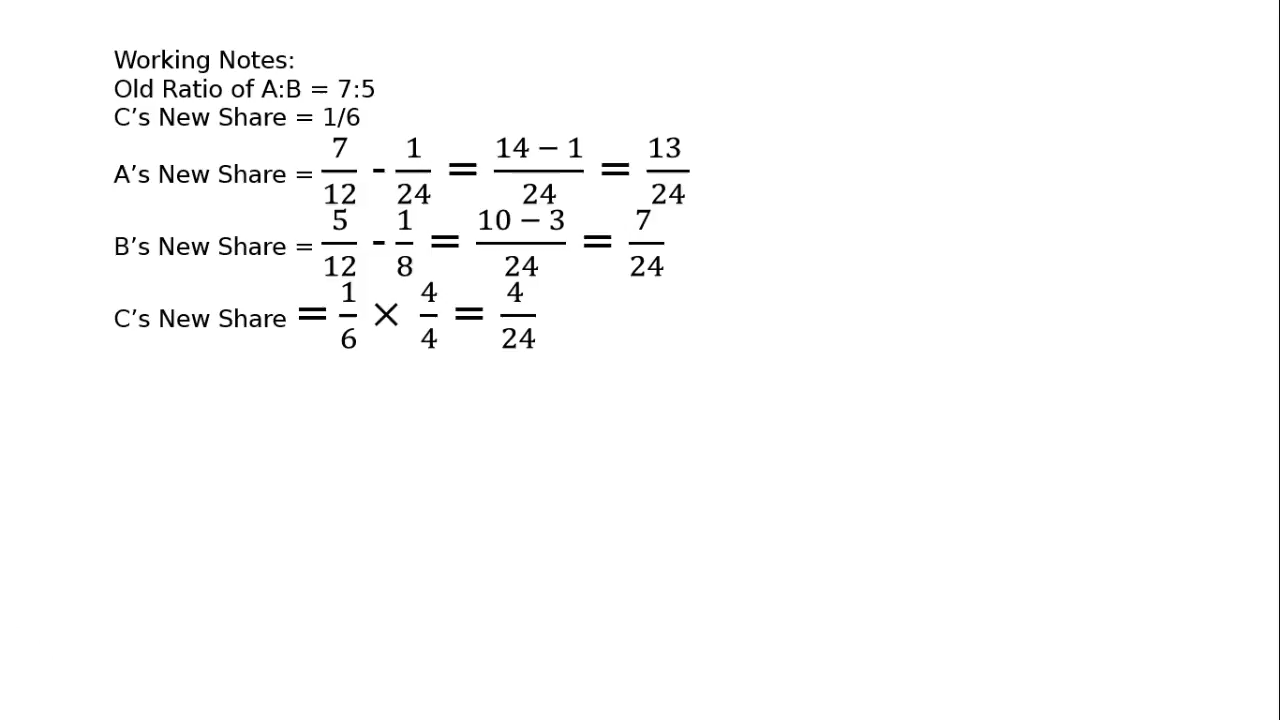 Working Notes:
Old Ratio of A:B = 7:5
C’s New Share = 1/6
A’s New Share = 7/12 - 1/24 = (14 − 1)/24 = 13/24
B’s New Share = 5/12 - 1/8 = (10 − 3)/24 = 7/24
C’s New Share = 1/6 × 4/4 = 4/24